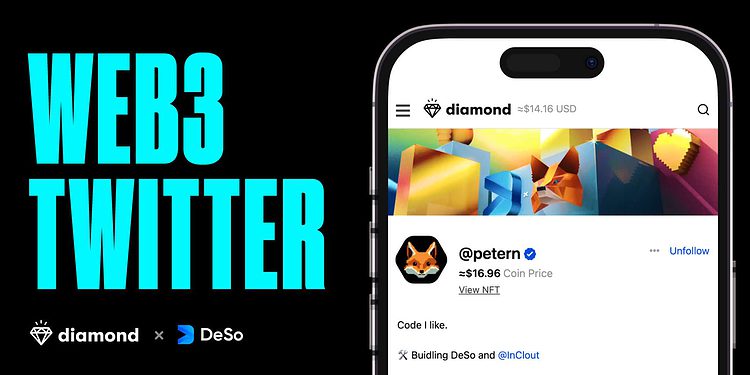 WEB3
TWITTER
diamond × DeSo
diamond ≈$14.16 USD
@petern ... Unfollow
≈$16.96 Coin Price
View NFT
Code I like.
🛠 Buidling DeSo and @InClout